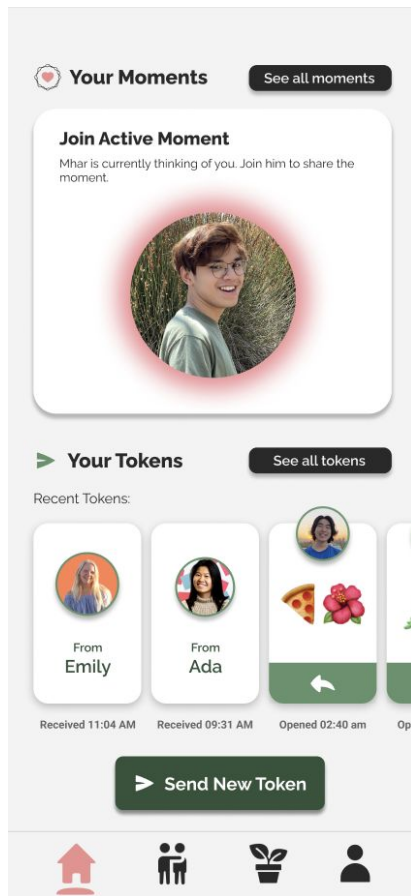 Your Moments
See all moments
Join Active Moment
Mhar is currently thinking of you. Join him to share the
moment.
Your Tokens
See all tokens
Recent Tokens:
From
Emily
From
Ada
Received 11:04 AM
Received 09:31 AM
Opened 02:40 am
Op
Send New Token